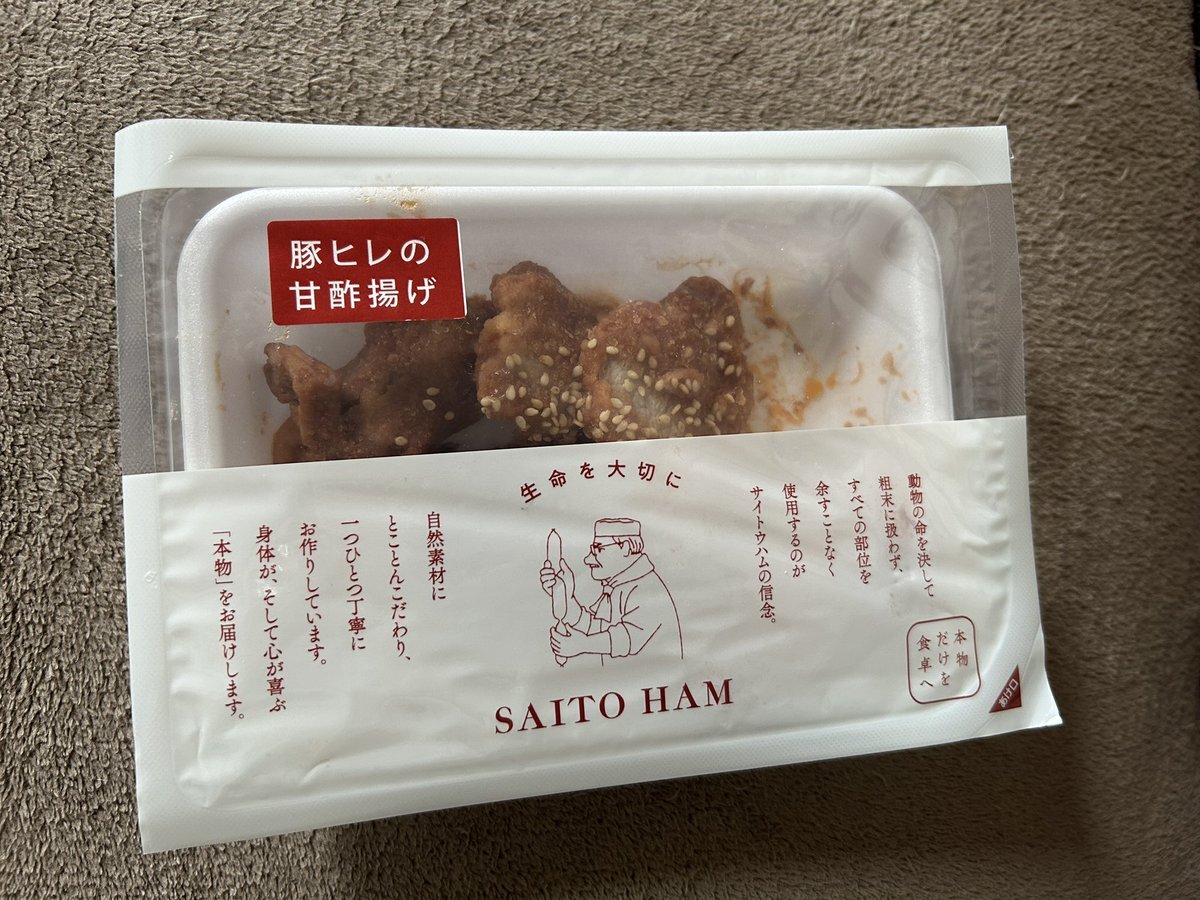 豚ヒレの
甘酢揚げ
生命を大切に
動物の命を決して
粗末に扱わず、
すべての部位を
余すことなく
使用するのが
サイトウハムの信念。
自然素材に
とことんこだわり、
一つひとつ丁寧に
お作りしています。
身体が、そして心が喜ぶ
「本物」をお届けします。
SAITO HAM
本物
だけを
食卓へ
あけ口